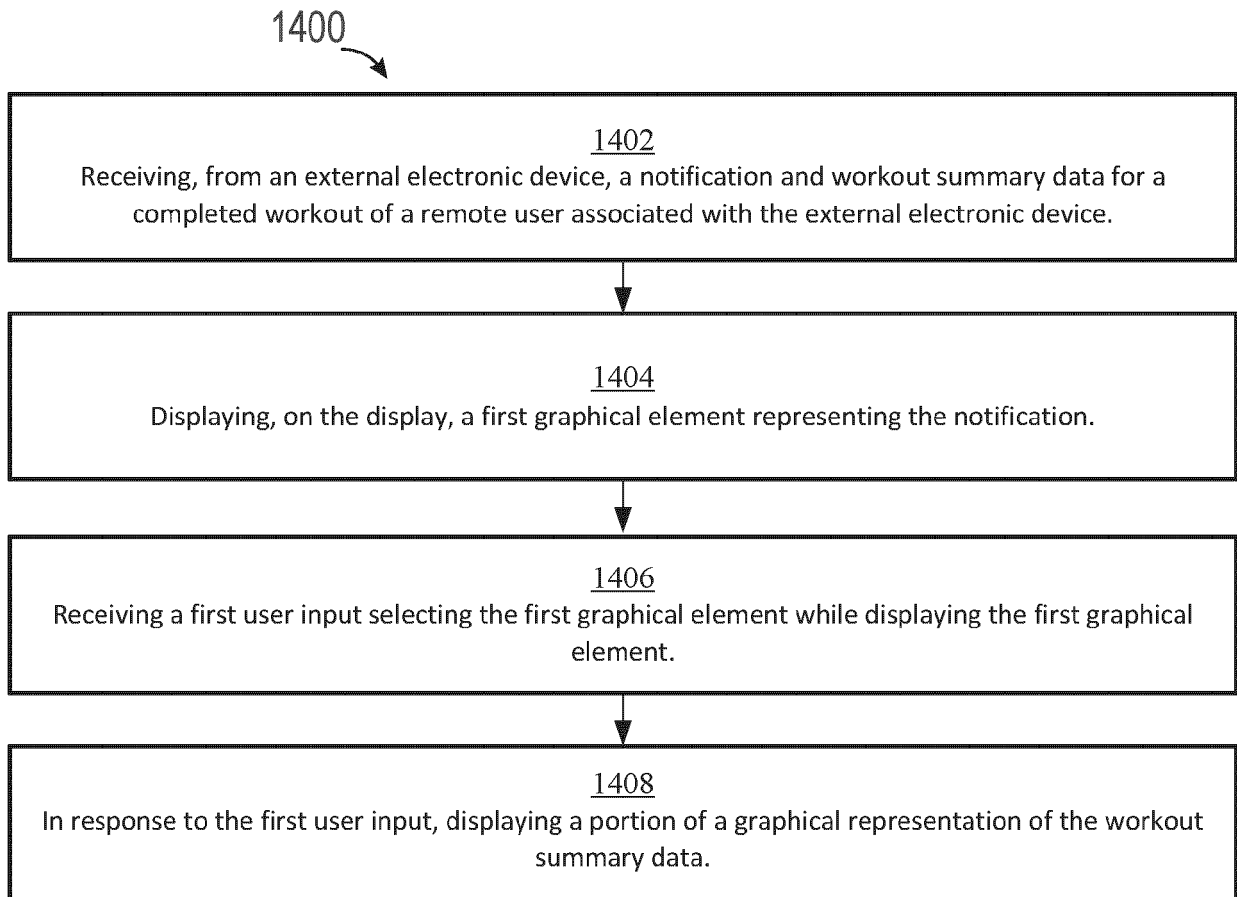 1400
1402
Receiving, from an external electronic device, a notification and workout summary data for a
completed workout of a remote user associated with the external electronic device.
1404
Displaying, on the display, a first graphical element representing the notification.
1406
Receiving a first user input selecting the first graphical element while displaying the first graphical
element.
1408
In response to the first user input, displaying a portion of a graphical representation of the workout
summary data.